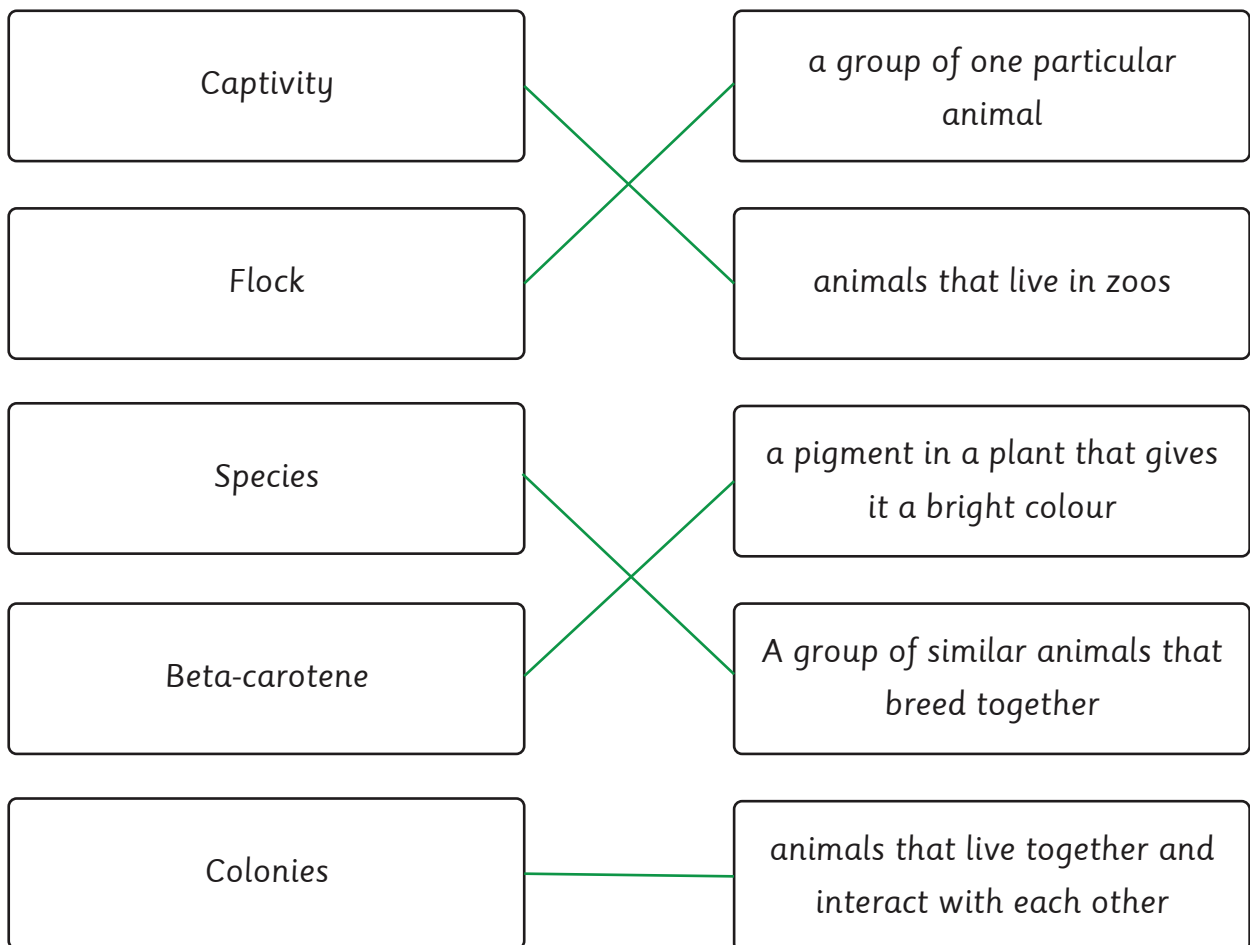 Captivity
a group of one particular
animal
Flock
animals that live in zoos
Species
a pigment in a plant that gives
it a bright colour
Beta-carotene
A group of similar animals that
breed together
Colonies
animals that live together and
interact with each other